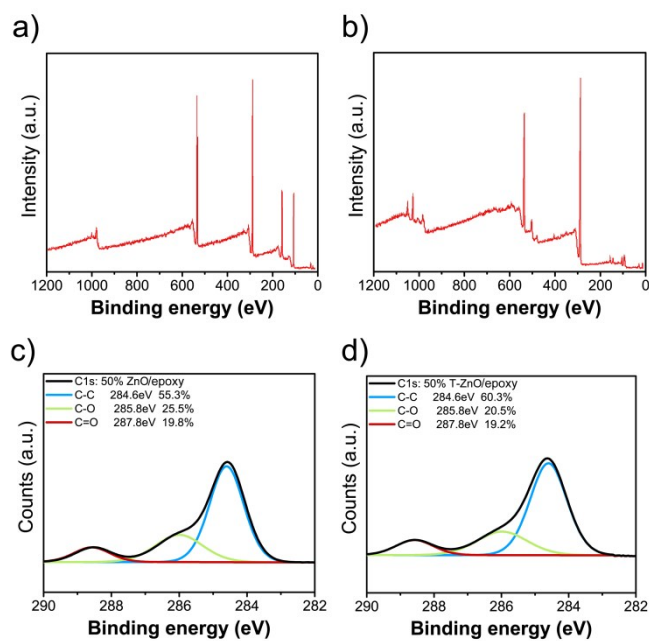 a)
Intensity (a.u.)
1200 1000 800 600 400 200 0
Binding energy (eV)
b)
Intensity (a.u.)
1200 1000 800 600 400 200 0
Binding energy (eV)
c)
C1s: 50% ZnO/epoxy
C-C 284.6eV 55.3%
C-O 285.8eV 25.5%
C=O 287.8eV 19.8%
Counts (a.u.)
290 288 286 284 282
Binding energy (eV)
d)
C1s: 50% T-ZnO/epoxy
C-C 284.6eV 60.3%
C-O 285.8eV 20.5%
C=O 287.8eV 19.2%
Counts (a.u.)
290 288 286 284 282
Binding energy (eV)